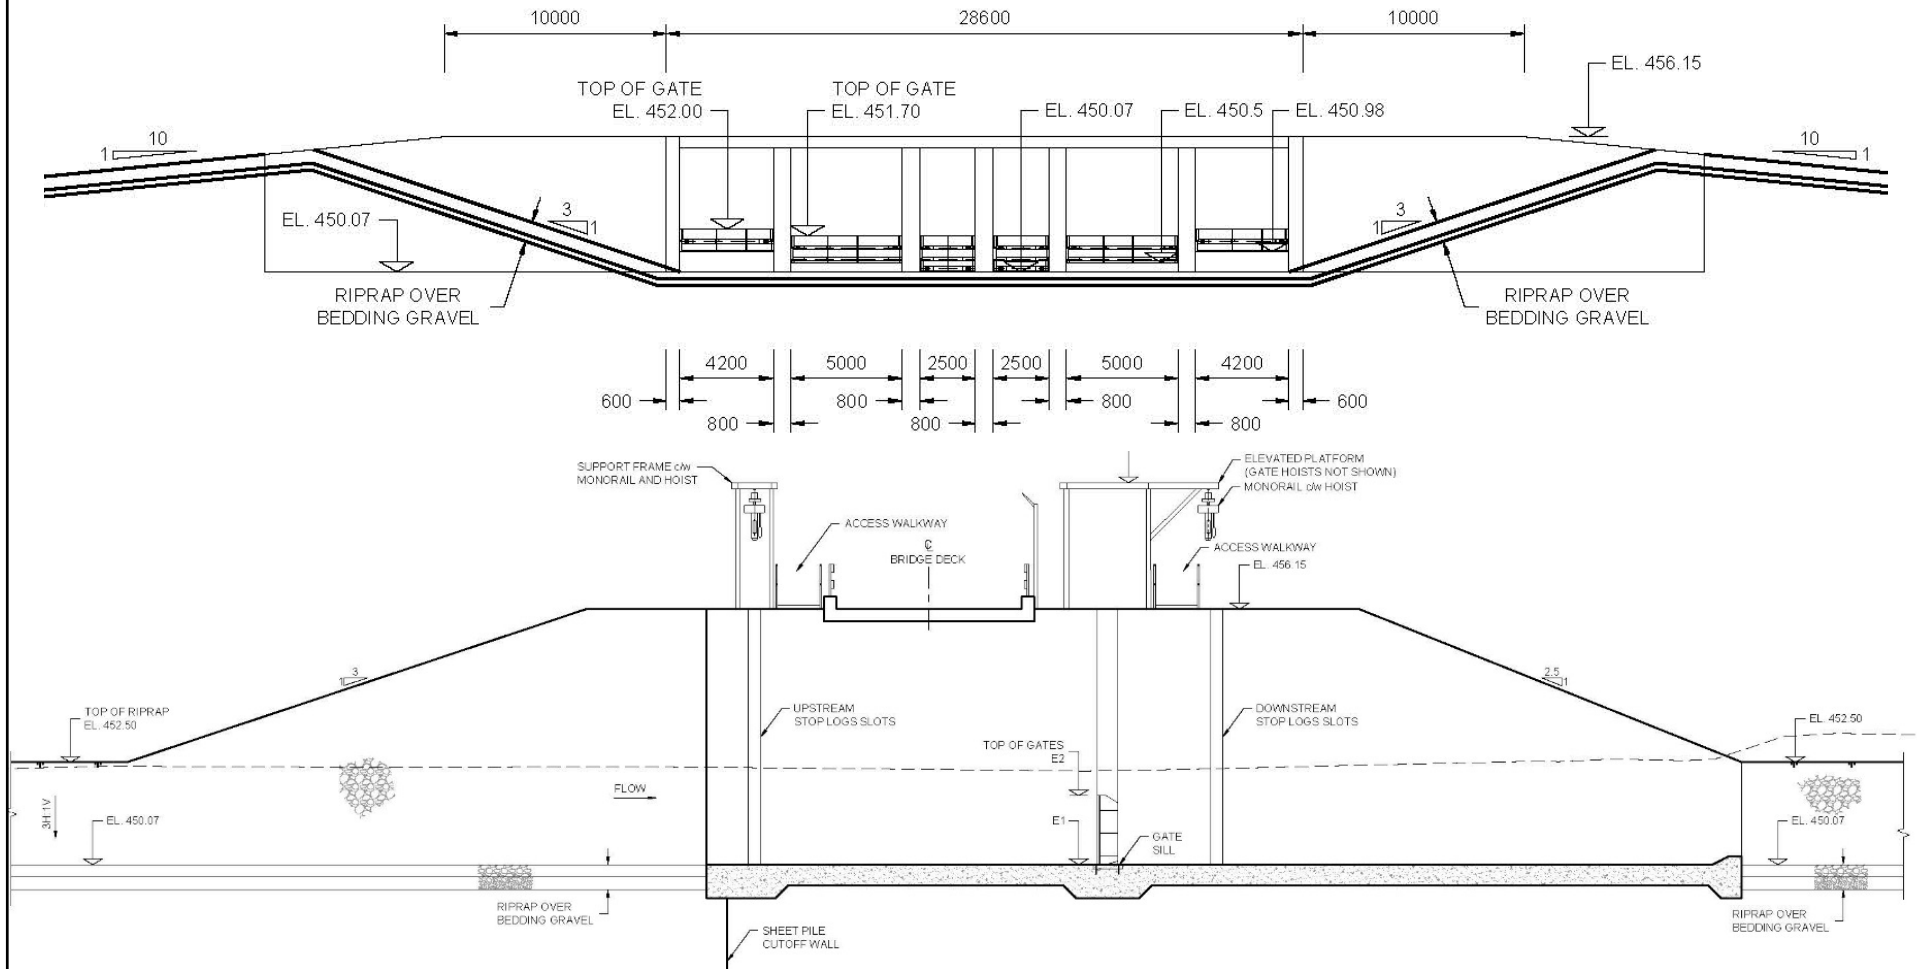 10000
28600
10000
EL. 456.15
TOP OF GATE
EL. 452.00
TOP OF GATE
EL. 451.70
EL. 450.07
EL. 450.5
EL. 450.98
10
1
10
1
EL. 450.07
3
1
3
1
RIPRAP OVER
BEDDING GRAVEL
RIPRAP OVER
BEDDING GRAVEL
4200
5000
2500
2500
5000
4200
600
800
800
600
800
800
800
SUPPORT FRAME c/w
MONORAIL AND HOIST
ELEVATED PLATFORM
(GATE HOISTS NOT SHOWN)
MONORAIL c/w HOIST
ACCESS WALKWAY
℄
BRIDGE DECK
ACCESS WALKWAY
EL. 456.15
3
1
2.5
1
TOP OF RIPRAP
EL. 452.50
UPSTREAM
STOP LOGS SLOTS
DOWNSTREAM
STOP LOGS SLOTS
EL. 452.50
TOP OF GATES
E2
FLOW
3H:1V
EL. 450.07
E1
GATE
SILL
EL. 450.07
RIPRAP OVER
BEDDING GRAVEL
RIPRAP OVER
BEDDING GRAVEL
SHEET PILE
CUTOFF WALL